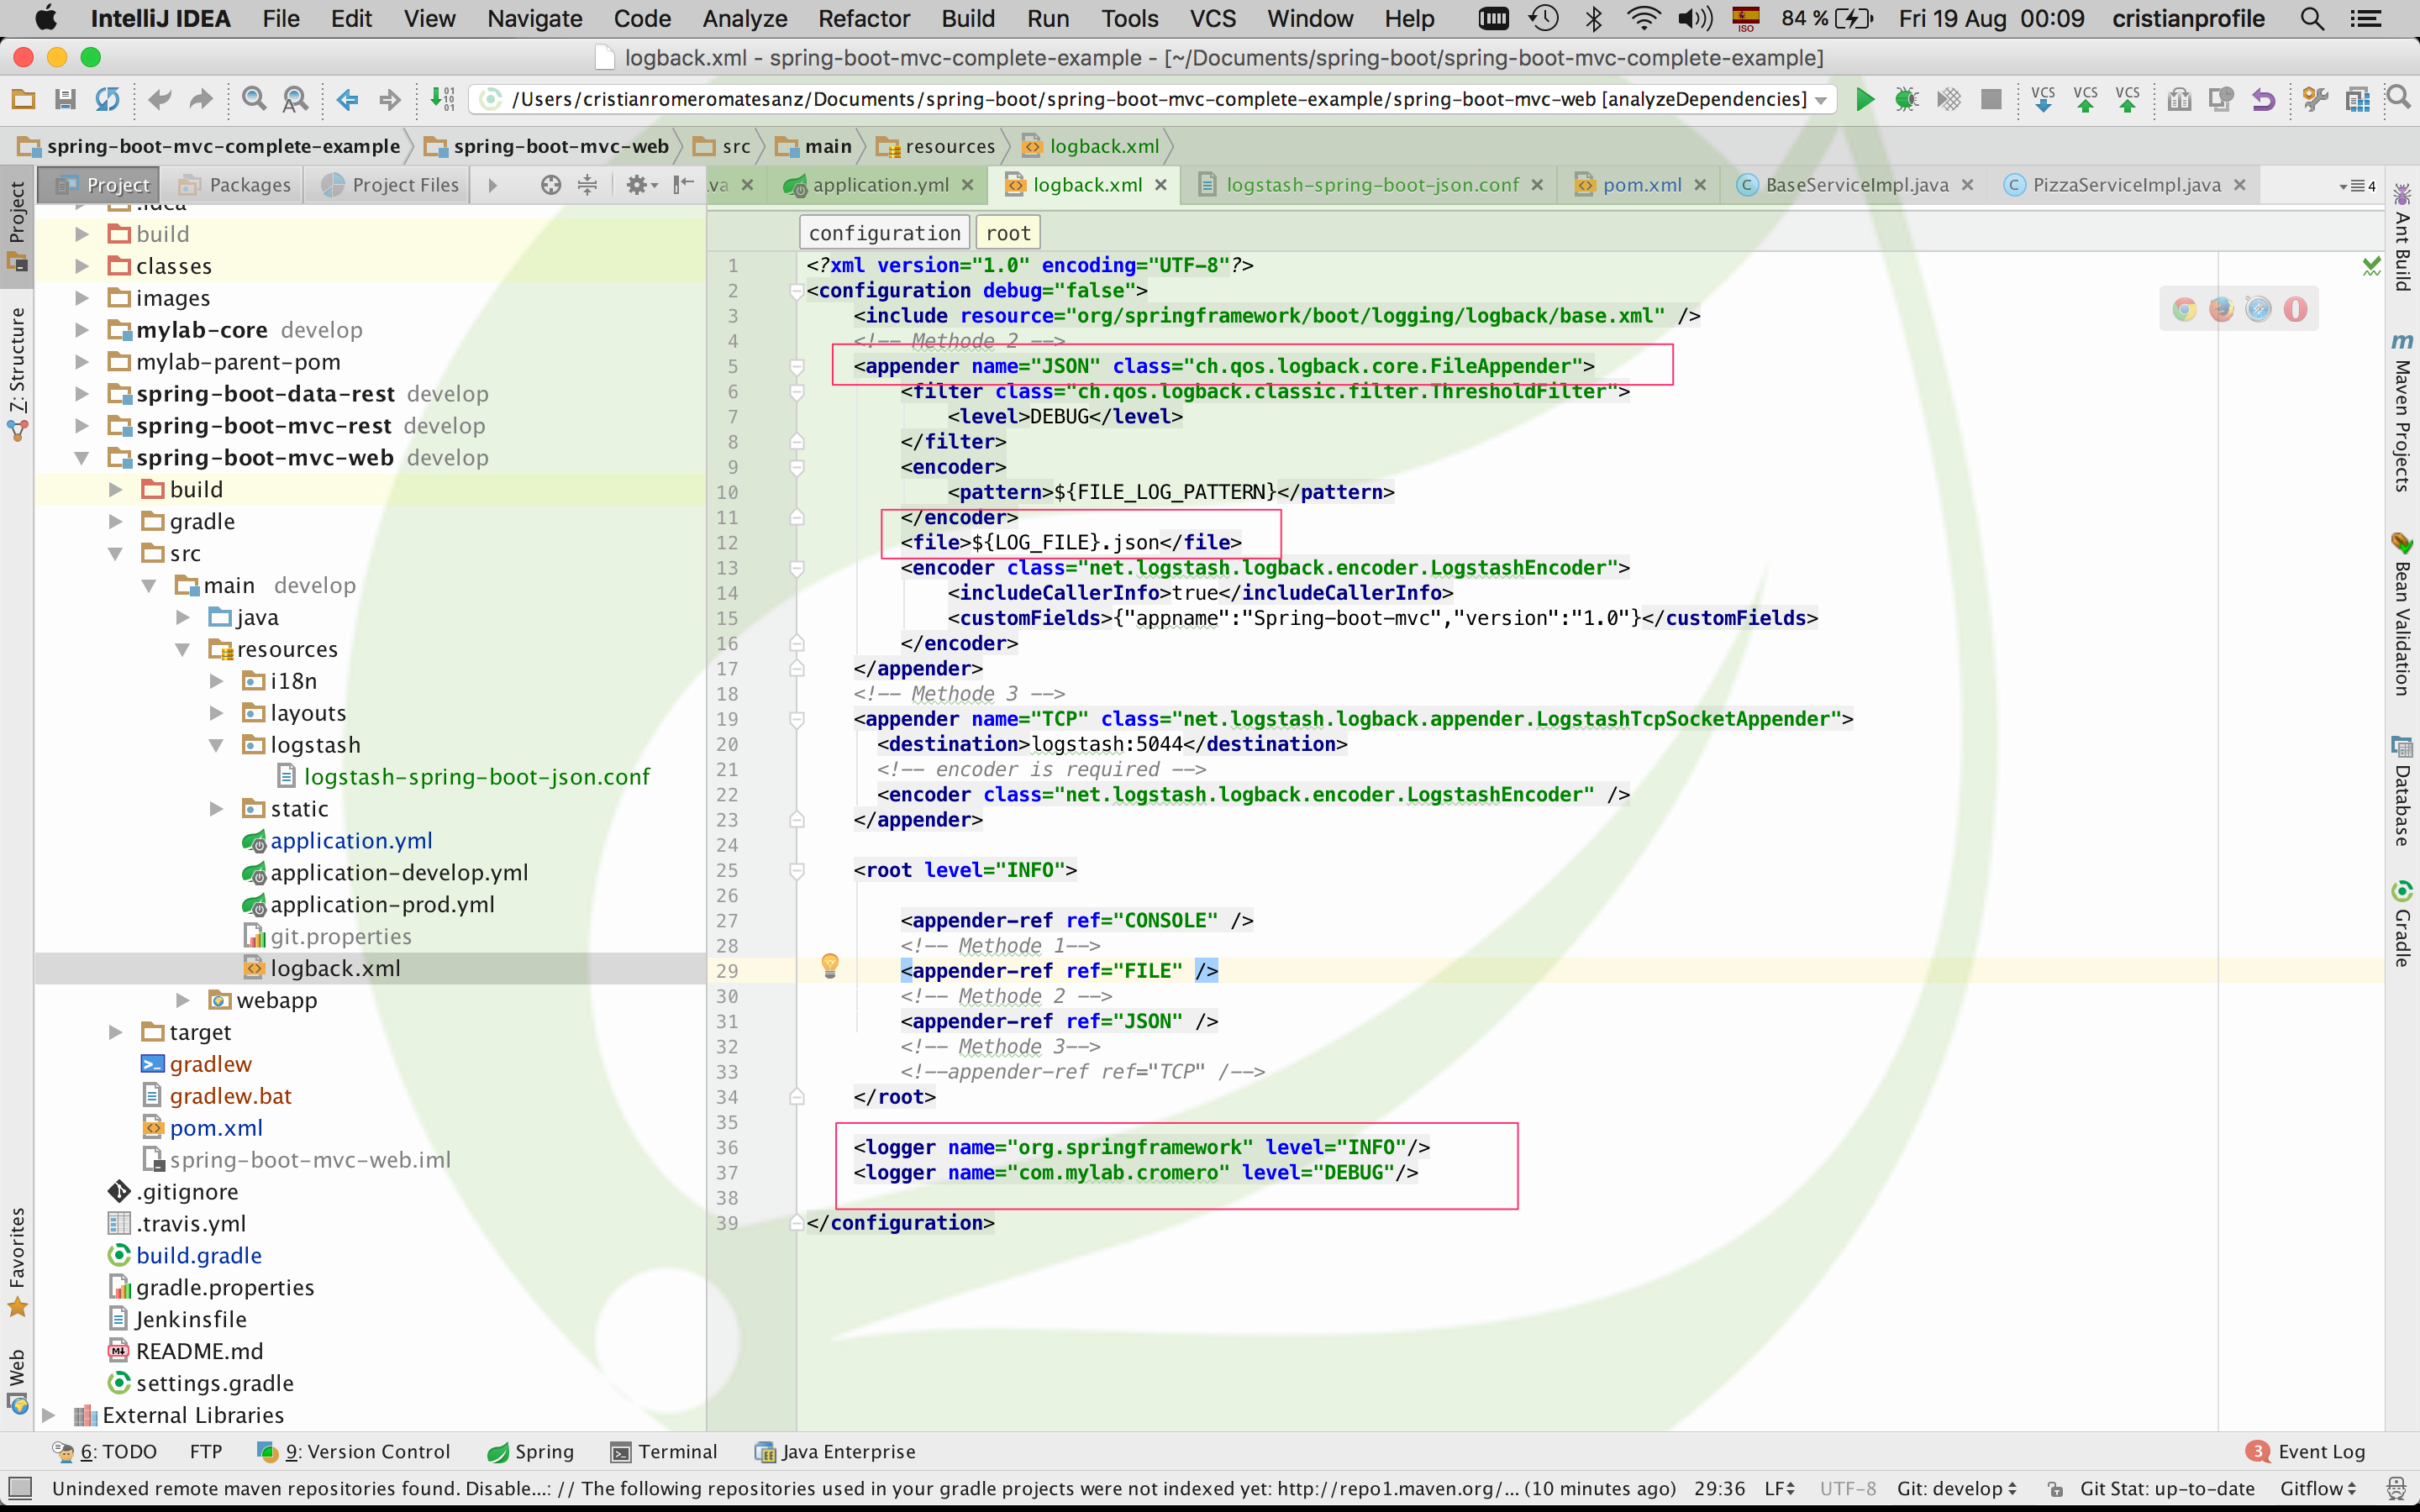 IntelliJ IDEA File Edit View Navigate Code Analyze Refactor Build Run Tools VCS Window Help ISO 84 % Fri 19 Aug 00:09 cristianprofile
logback.xml - spring-boot-mvc-complete-example - [~/Documents/spring-boot/spring-boot-mvc-complete-example]
/Users/cristianromeromatesanz/Documents/spring-boot/spring-boot-mvc-complete-example/spring-boot-mvc-web [analyzeDependencies] VCS VCS VCS
spring-boot-mvc-complete-example spring-boot-mvc-web src main resources logback.xml
Project Packages Project Files
.va application.yml logback.xml logstash-spring-boot-json.conf pom.xml BaseServiceImpl.java PizzaServiceImpl.java 4
Project
Z: Structure
Favorites
Web
.idea
build
classes
images
mylab-core develop
mylab-parent-pom
spring-boot-data-rest develop
spring-boot-mvc-rest develop
spring-boot-mvc-web develop
build
gradle
src
main develop
java
resources
i18n
layouts
logstash
logstash-spring-boot-json.conf
static
application.yml
application-develop.yml
application-prod.yml
git.properties
logback.xml
webapp
target
gradlew
gradlew.bat
pom.xml
spring-boot-mvc-web.iml
.gitignore
.travis.yml
build.gradle
gradle.properties
Jenkinsfile
README.md
settings.gradle
External Libraries
configuration root
1 <?xml version="1.0" encoding="UTF-8"?>
2 <configuration debug="false">
3 <include resource="org/springframework/boot/logging/logback/base.xml" />
4 <!-- Methode 2 -->
5 <appender name="JSON" class="ch.qos.logback.core.FileAppender">
6 <filter class="ch.qos.logback.classic.filter.ThresholdFilter">
7 <level>DEBUG</level>
8 </filter>
9 <encoder>
10 <pattern>${FILE_LOG_PATTERN}</pattern>
11 </encoder>
12 <file>${LOG_FILE}.json</file>
13 <encoder class="net.logstash.logback.encoder.LogstashEncoder">
14 <includeCallerInfo>true</includeCallerInfo>
15 <customFields>{"appname":"Spring-boot-mvc","version":"1.0"}</customFields>
16 </encoder>
17 </appender>
18 <!-- Methode 3 -->
19 <appender name="TCP" class="net.logstash.logback.appender.LogstashTcpSocketAppender">
20 <destination>logstash:5044</destination>
21 <!-- encoder is required -->
22 <encoder class="net.logstash.logback.encoder.LogstashEncoder" />
23 </appender>
24
25 <root level="INFO">
26
27 <appender-ref ref="CONSOLE" />
28 <!-- Methode 1-->
29 <appender-ref ref="FILE" />
30 <!-- Methode 2 -->
31 <appender-ref ref="JSON" />
32 <!-- Methode 3-->
33 <!--appender-ref ref="TCP" /-->
34 </root>
35
36 <logger name="org.springframework" level="INFO"/>
37 <logger name="com.mylab.cromero" level="DEBUG"/>
38
39 </configuration>
Ant Build
m Maven Projects
Bean Validation
Database
Gradle
6: TODO FTP 9: Version Control Spring Terminal Java Enterprise 3 Event Log
Unindexed remote maven repositories found. Disable...: // The following repositories used in your gradle projects were not indexed yet: http://repo1.maven.org/... (10 minutes ago) 29:36 LF UTF-8 Git: develop Git Stat: up-to-date Gitflow